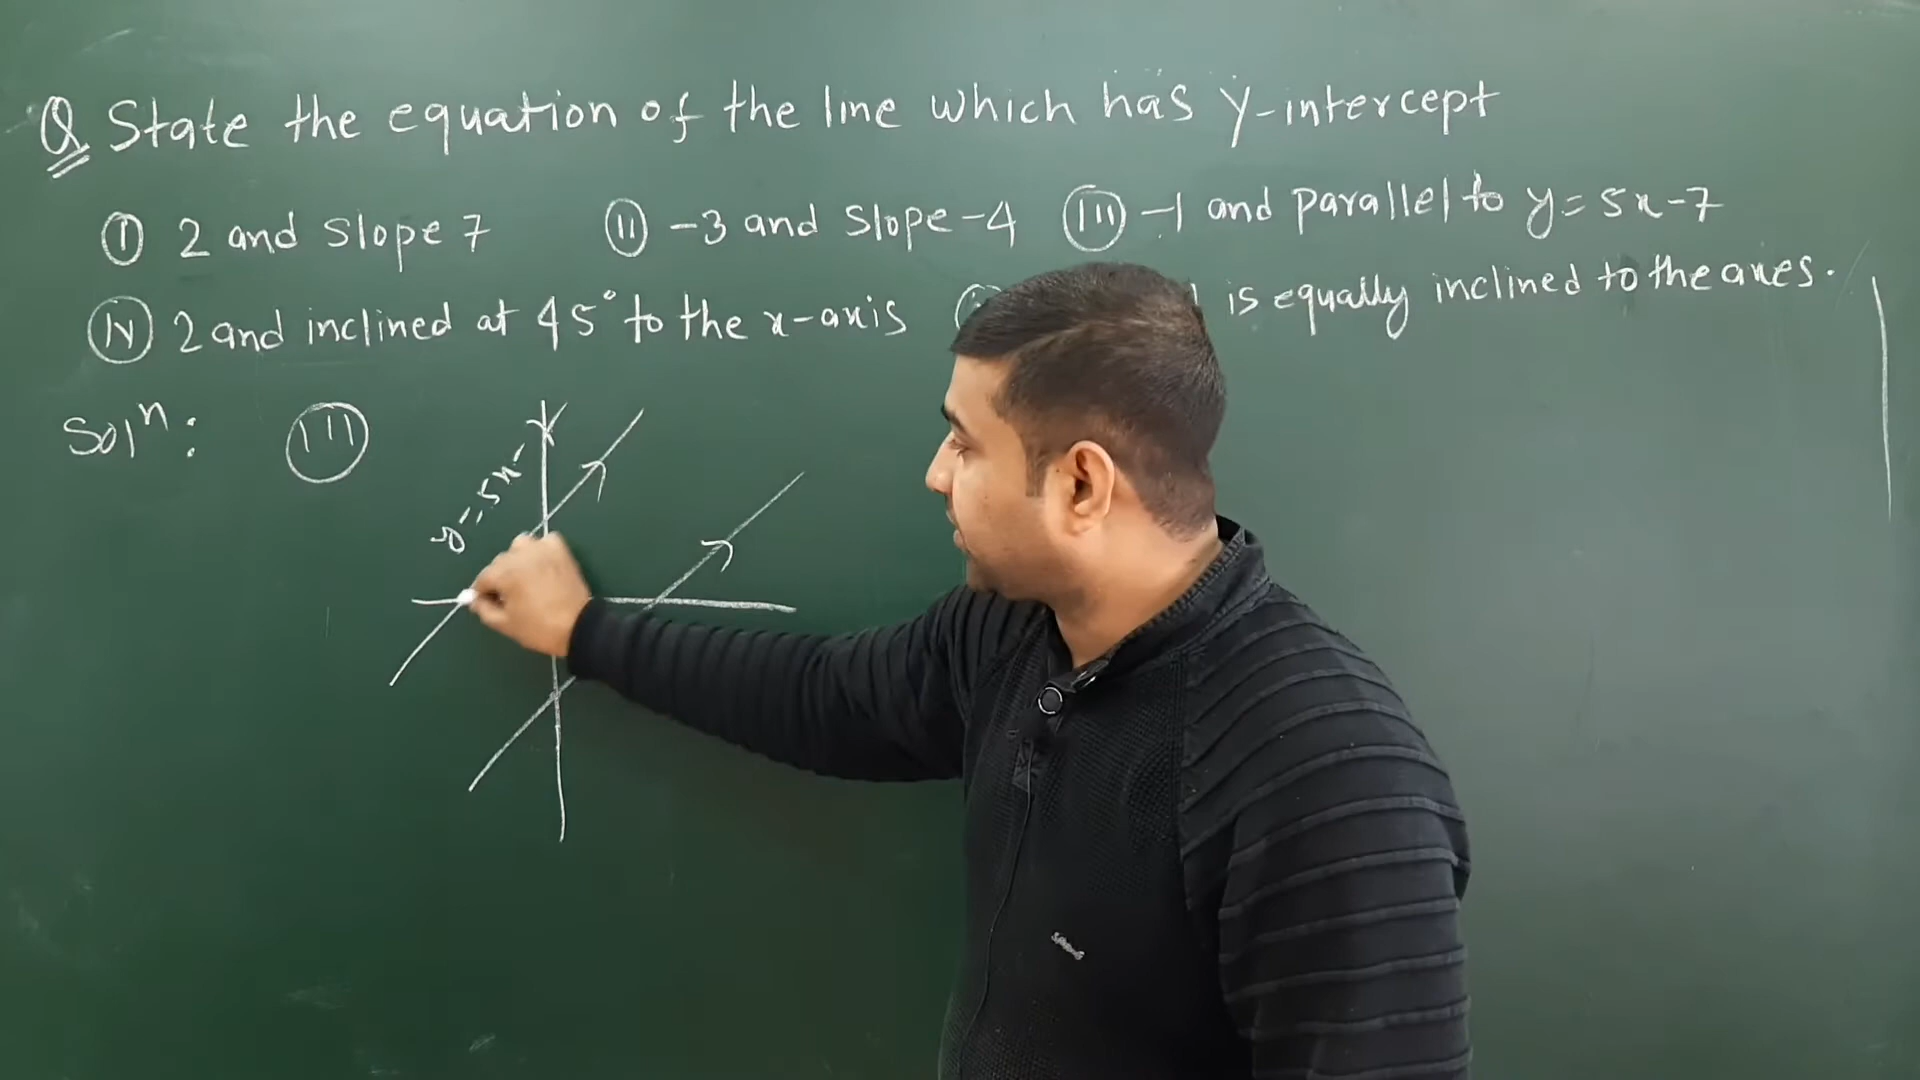 Q State the equation of the line which has y-intercept
(I) 2 and slope 7 (II) -3 and slope -4 (III) -1 and parallel to y = 5x-7
(IV) 2 and inclined at 45° to the x-axis is equally inclined to the axes.
Solⁿ: (III)
y = 5x-